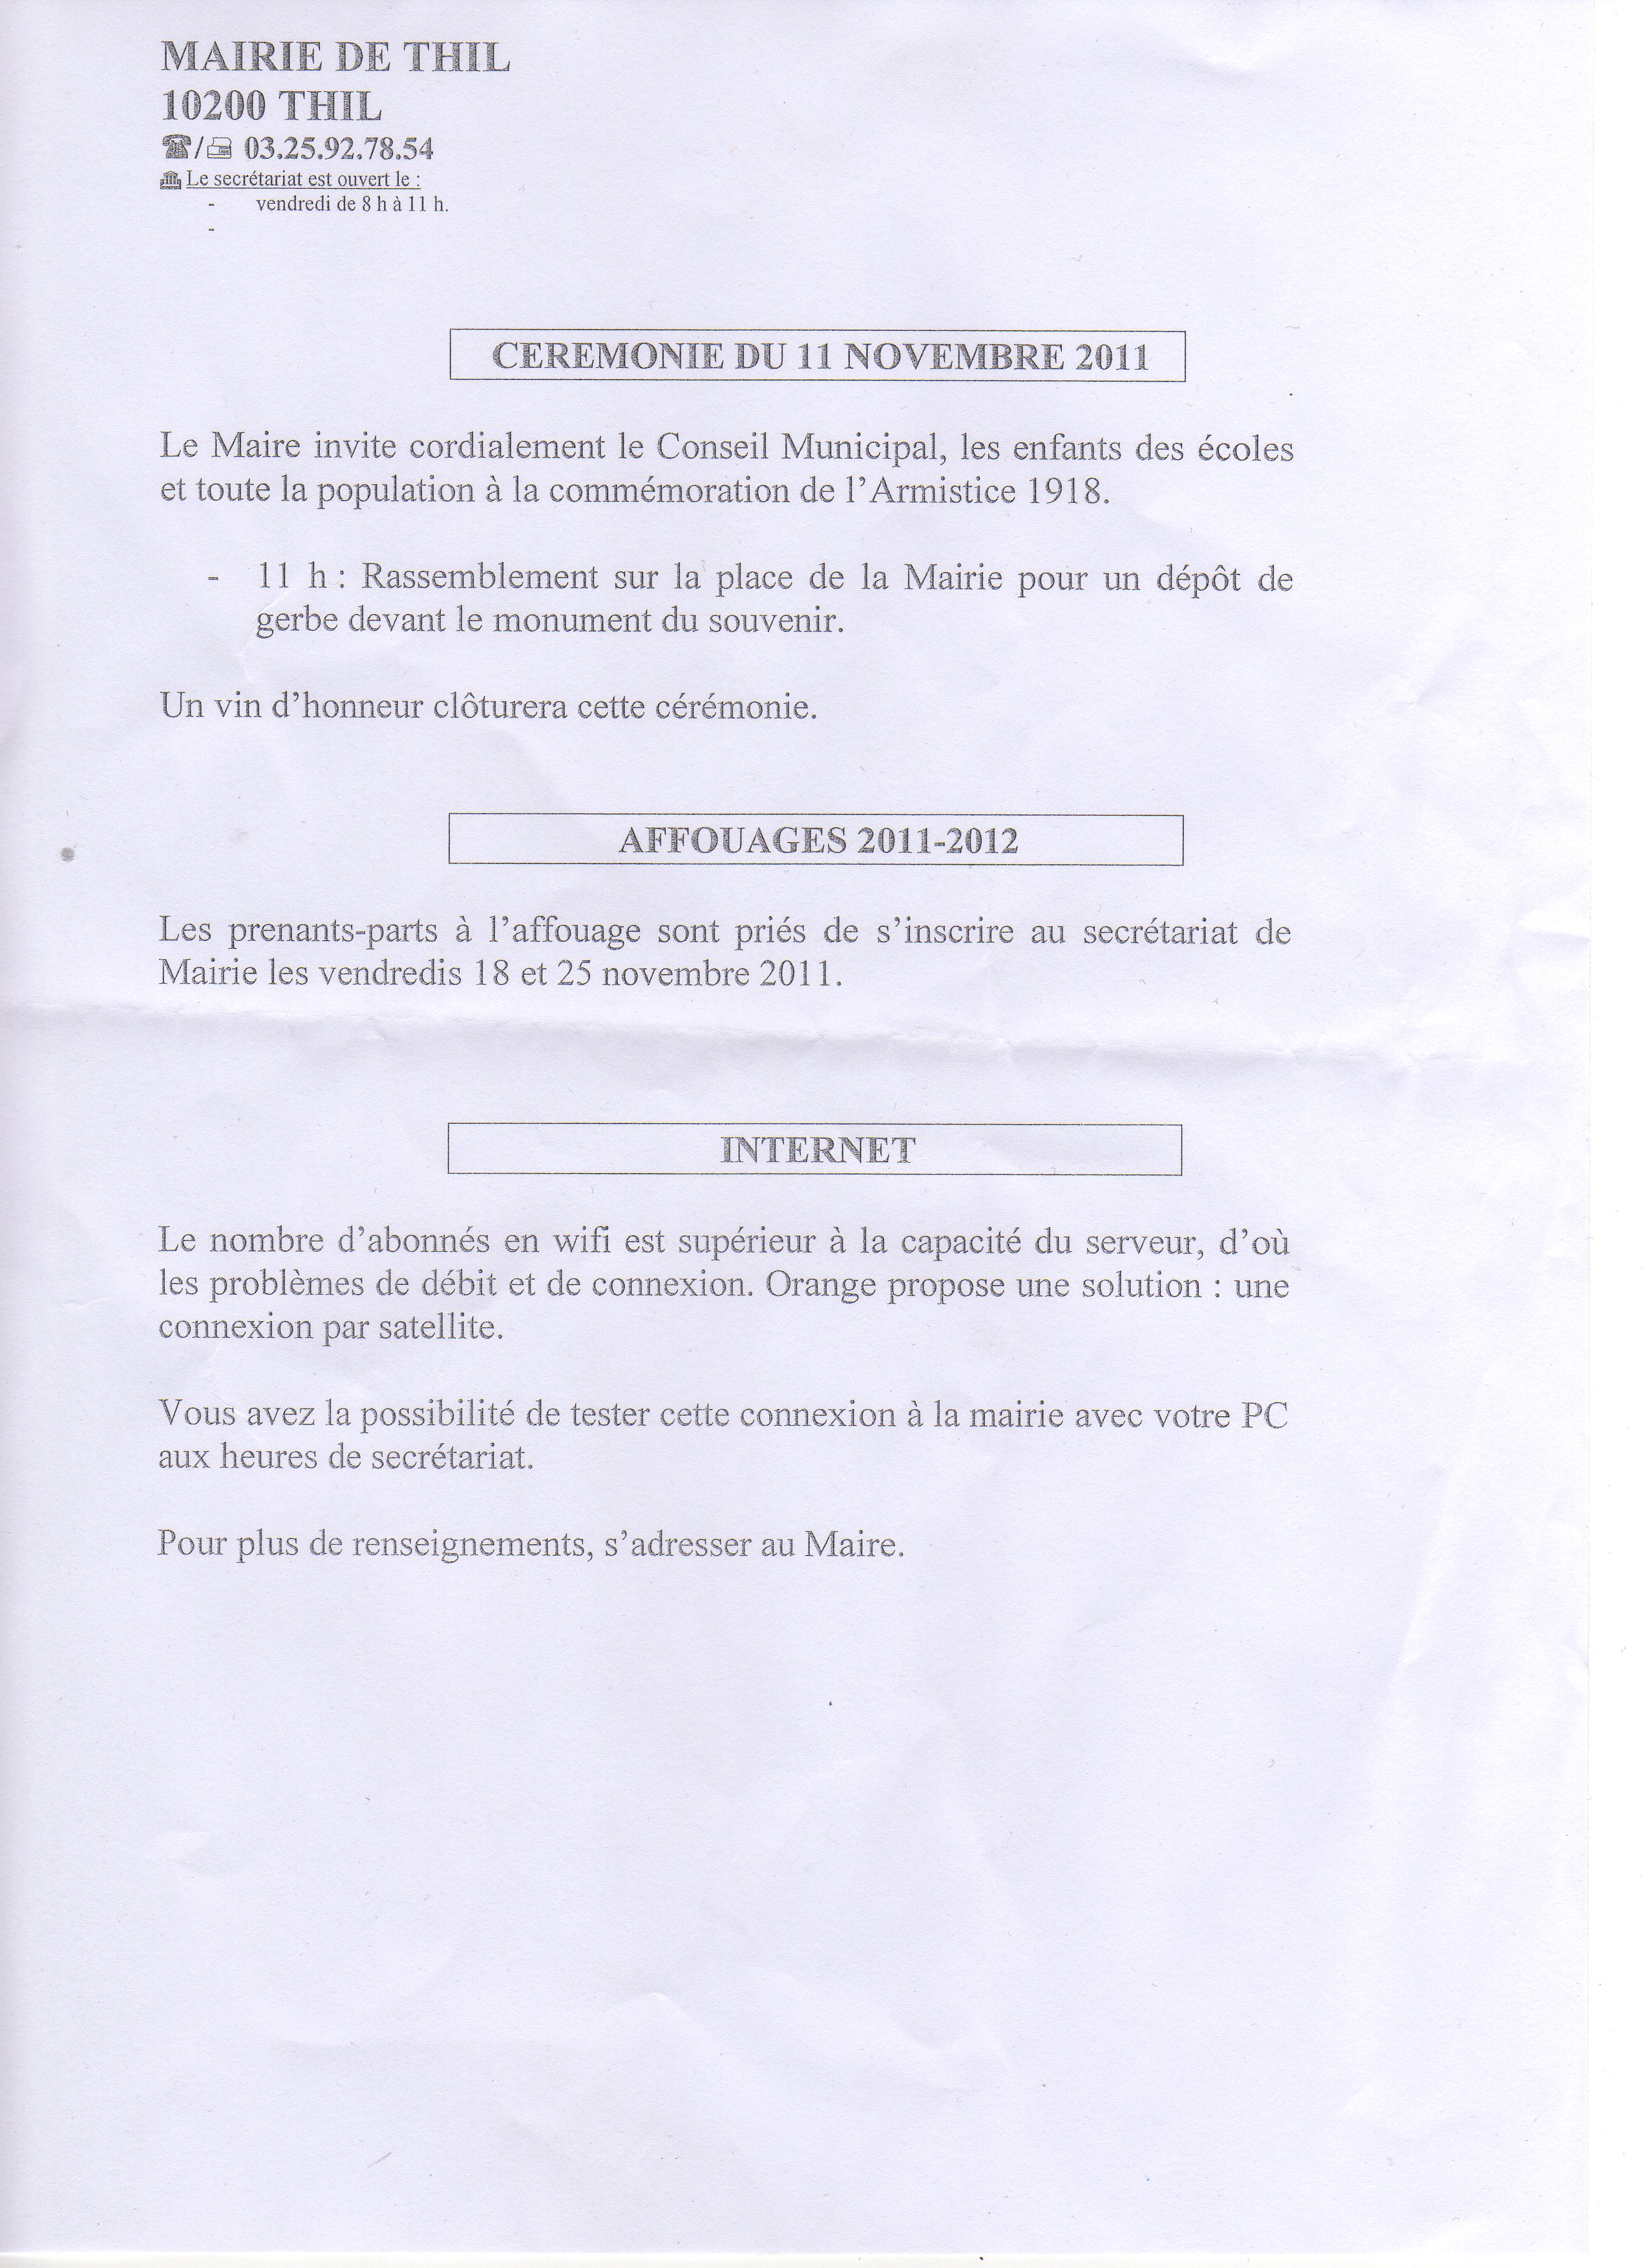 MAIRIE DE THIL
10200 THIL
☎/🖷 03.25.92.78.54
🏛 Le secrétariat est ouvert le :
- vendredi de 8 h à 11 h.
-
CEREMONIE DU 11 NOVEMBRE 2011
Le Maire invite cordialement le Conseil Municipal, les enfants des écoles
et toute la population à la commémoration de l’Armistice 1918.
- 11 h : Rassemblement sur la place de la Mairie pour un dépôt de
gerbe devant le monument du souvenir.
Un vin d’honneur clôturera cette cérémonie.
AFFOUAGES 2011-2012
Les prenants-parts à l’affouage sont priés de s’inscrire au secrétariat de
Mairie les vendredis 18 et 25 novembre 2011.
INTERNET
Le nombre d’abonnés en wifi est supérieur à la capacité du serveur, d’où
les problèmes de débit et de connexion. Orange propose une solution : une
connexion par satellite.
Vous avez la possibilité de tester cette connexion à la mairie avec votre PC
aux heures de secrétariat.
Pour plus de renseignements, s’adresser au Maire.